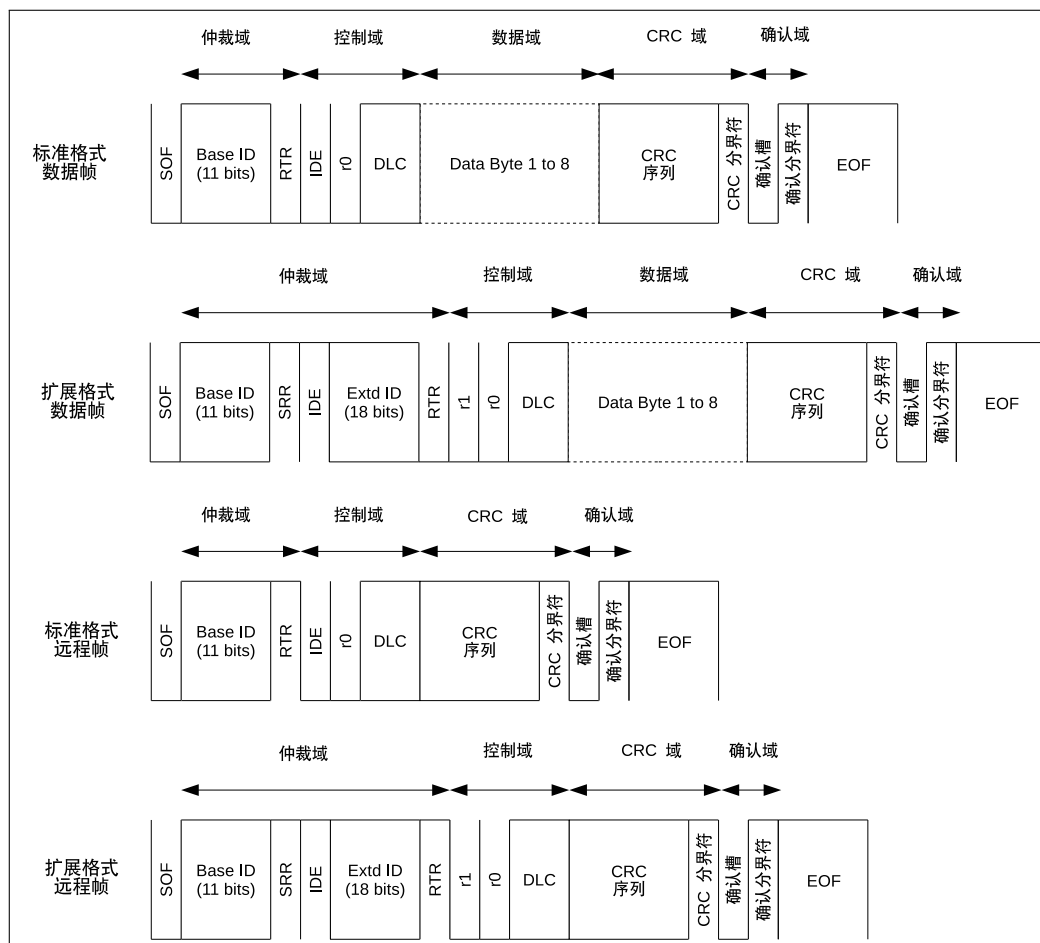 仲裁域 控制域 数据域 CRC 域 确认域
标准格式
数据帧
SOF
Base ID
(11 bits)
RTR
IDE
r0
DLC
Data Byte 1 to 8
CRC
序列
CRC 分界符
确认槽
确认分界符
EOF
仲裁域 控制域 数据域 CRC 域 确认域
扩展格式
数据帧
SOF
Base ID
(11 bits)
SRR
IDE
Extd ID
(18 bits)
RTR
r1
r0
DLC
Data Byte 1 to 8
CRC
序列
CRC 分界符
确认槽
确认分界符
EOF
仲裁域 控制域 CRC 域 确认域
标准格式
远程帧
SOF
Base ID
(11 bits)
RTR
IDE
r0
DLC
CRC
序列
CRC 分界符
确认槽
确认分界符
EOF
仲裁域 控制域 CRC 域 确认域
扩展格式
远程帧
SOF
Base ID
(11 bits)
SRR
IDE
Extd ID
(18 bits)
RTR
r1
r0
DLC
CRC
序列
CRC 分界符
确认槽
确认分界符
EOF